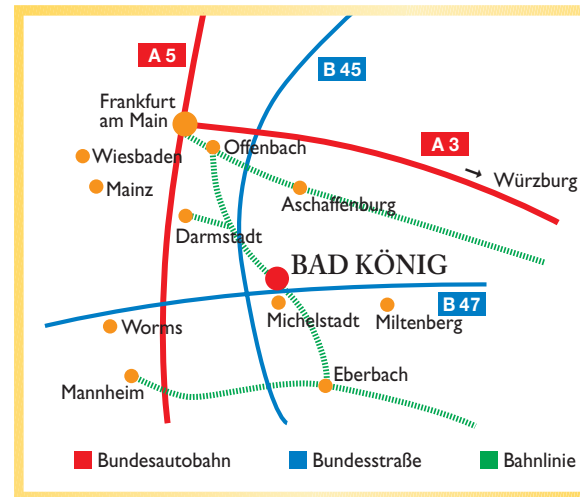 A 5
B 45
Frankfurt
am Main
Offenbach
A 3
Wiesbaden
Würzburg
Mainz
Aschaffenburg
Darmstadt
BAD KÖNIG
B 47
Michelstadt
Miltenberg
Worms
Eberbach
Mannheim
Bundesautobahn
Bundesstraße
Bahnlinie